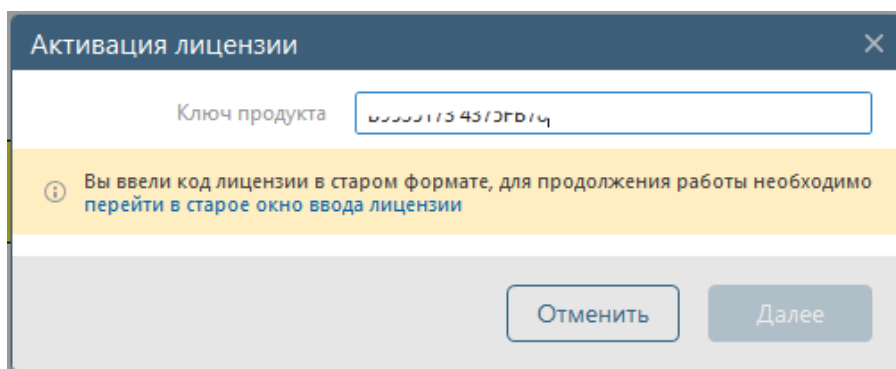 Активация лицензии
Ключ продукта
Вы ввели код лицензии в старом формате, для продолжения работы необходимо
перейти в старое окно ввода лицензии
Отменить
Далее